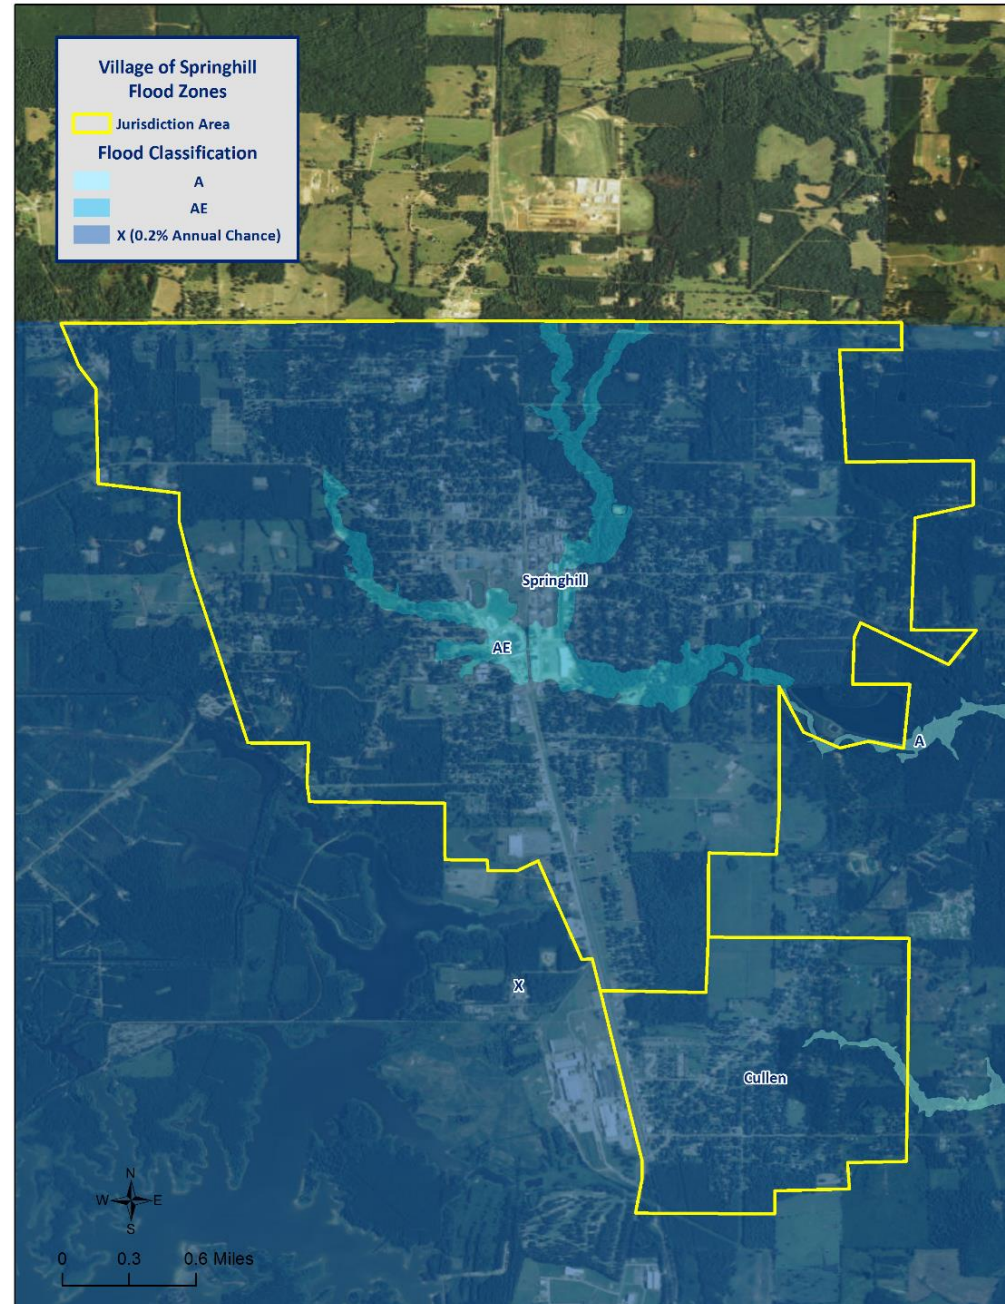 Village of Springhill
Flood Zones
Jurisdiction Area
Flood Classification
A
AE
X (0.2% Annual Chance)
Springhill
AE
A
X
Cullen
N
W E
S
0 0.3 0.6 Miles